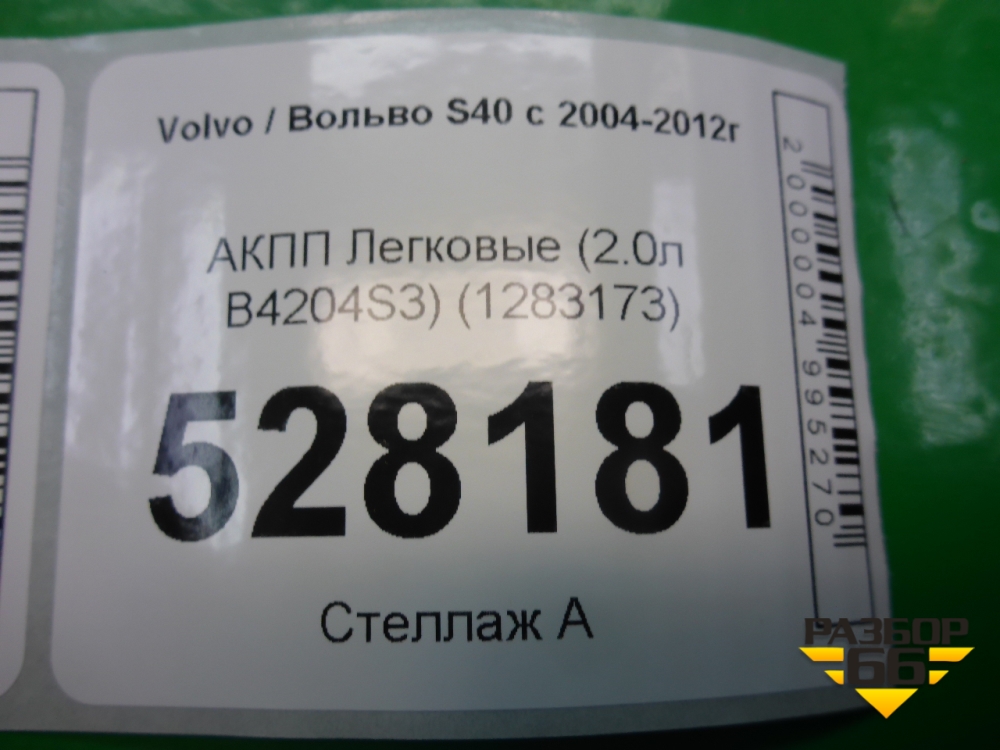 Volvo / Вольво S40 с 2004-2012г
АКПП Легковые (2.0л
B4204S3) (1283173)
528181
Стеллаж А
2000004995270
РАЗБОР
66